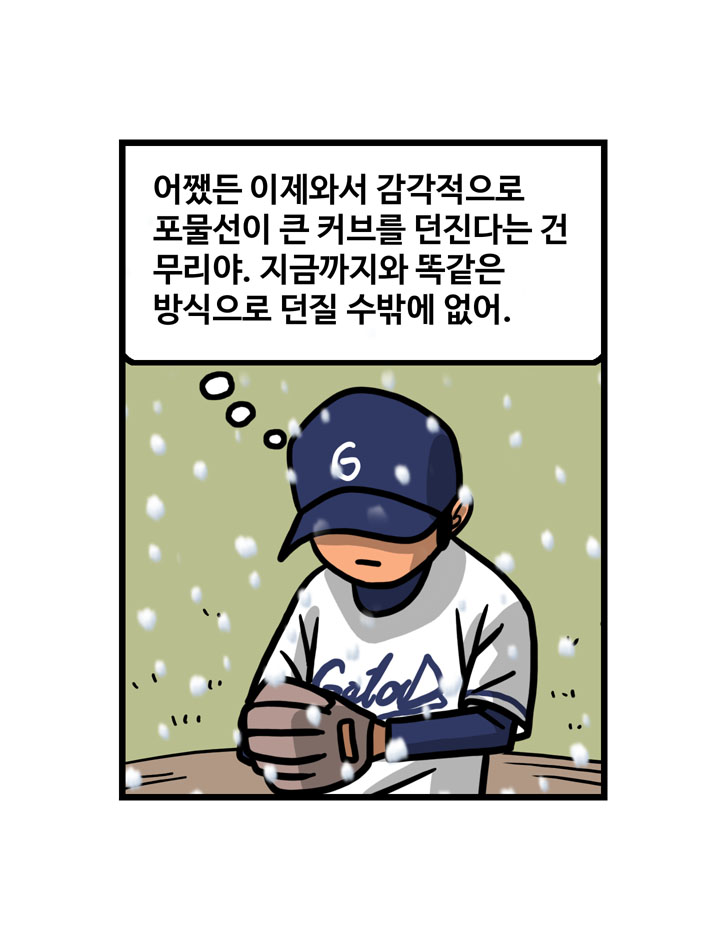 어쨌든 이제와서 감각적으로
포물선이 큰 커브를 던진다는 건
무리야. 지금까지와 똑같은
방식으로 던질 수밖에 없어.
G